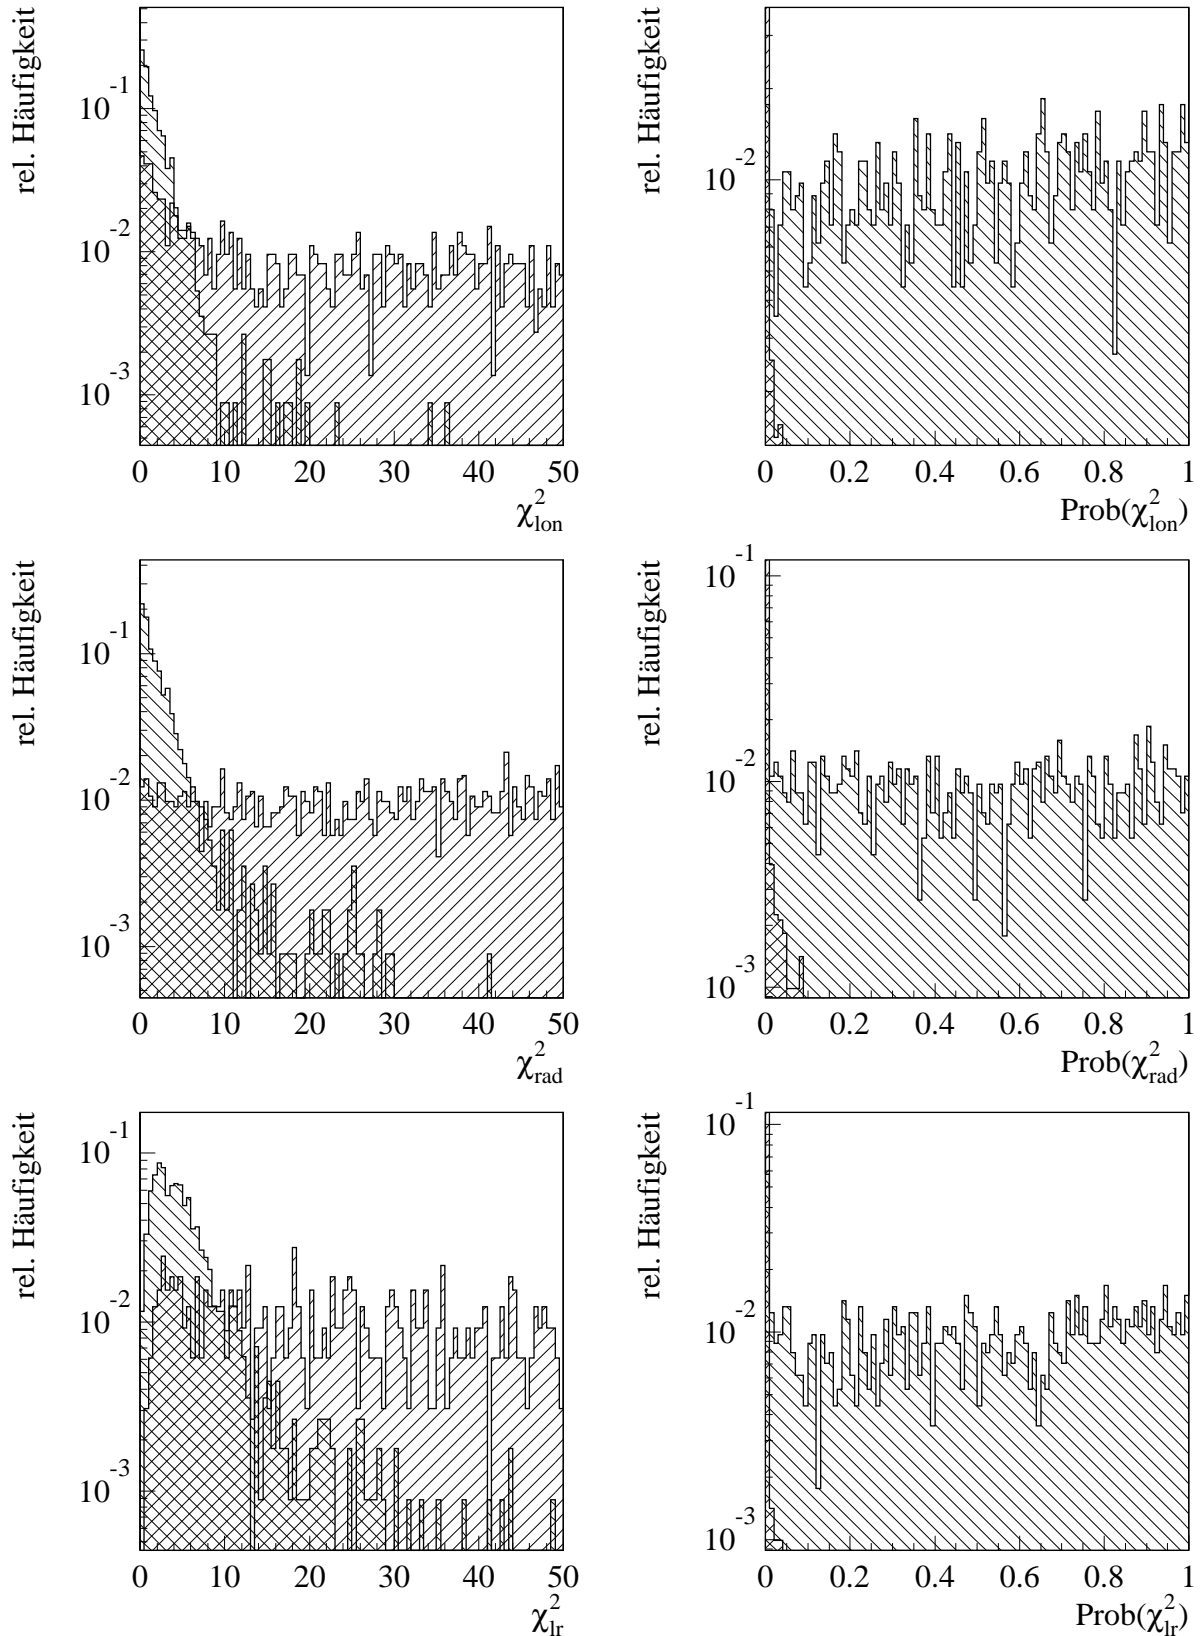 rel. Häufigkeit
10^-1
10^-2
10^-3
0 10 20 30 40 50
χ²_lon
rel. Häufigkeit
10^-2
0 0.2 0.4 0.6 0.8 1
Prob(χ²_lon)
rel. Häufigkeit
10^-1
10^-2
10^-3
0 10 20 30 40 50
χ²_rad
rel. Häufigkeit
10^-1
10^-2
10^-3
0 0.2 0.4 0.6 0.8 1
Prob(χ²_rad)
rel. Häufigkeit
10^-1
10^-2
10^-3
0 10 20 30 40 50
χ²_lr
rel. Häufigkeit
10^-1
10^-2
10^-3
0 0.2 0.4 0.6 0.8 1
Prob(χ²_lr)